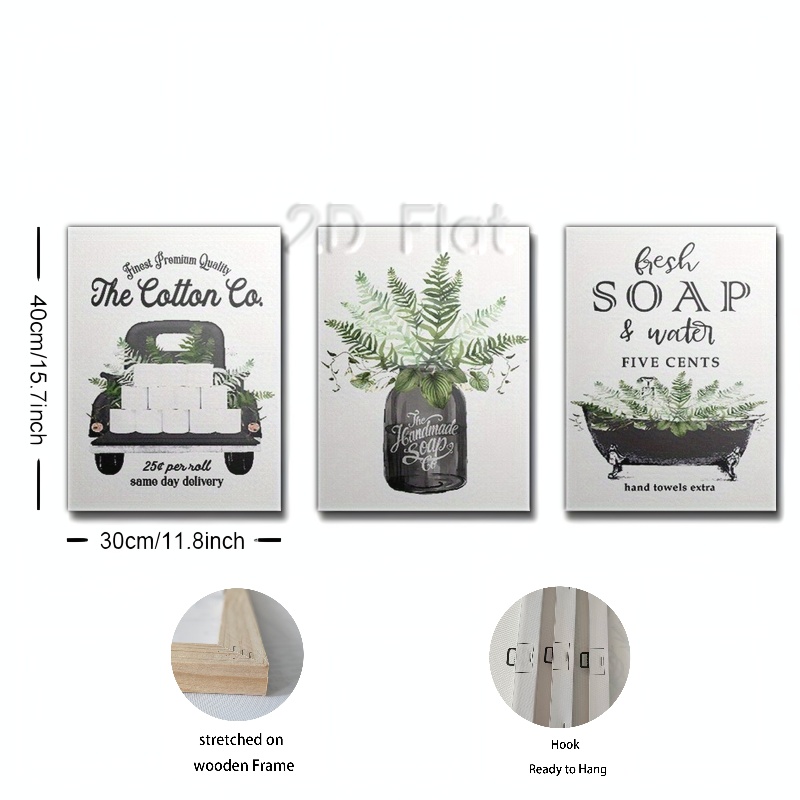 2.D Flat
Finest Premium Quality
The Cotton Co.
25¢ per roll
same day delivery
The
Handmade
Soap
Co
fresh
SOAP
& water
FIVE CENTS
hand towels extra
40cm/15.7inch
30cm/11.8inch
stretched on
wooden Frame
Hook
Ready to Hang